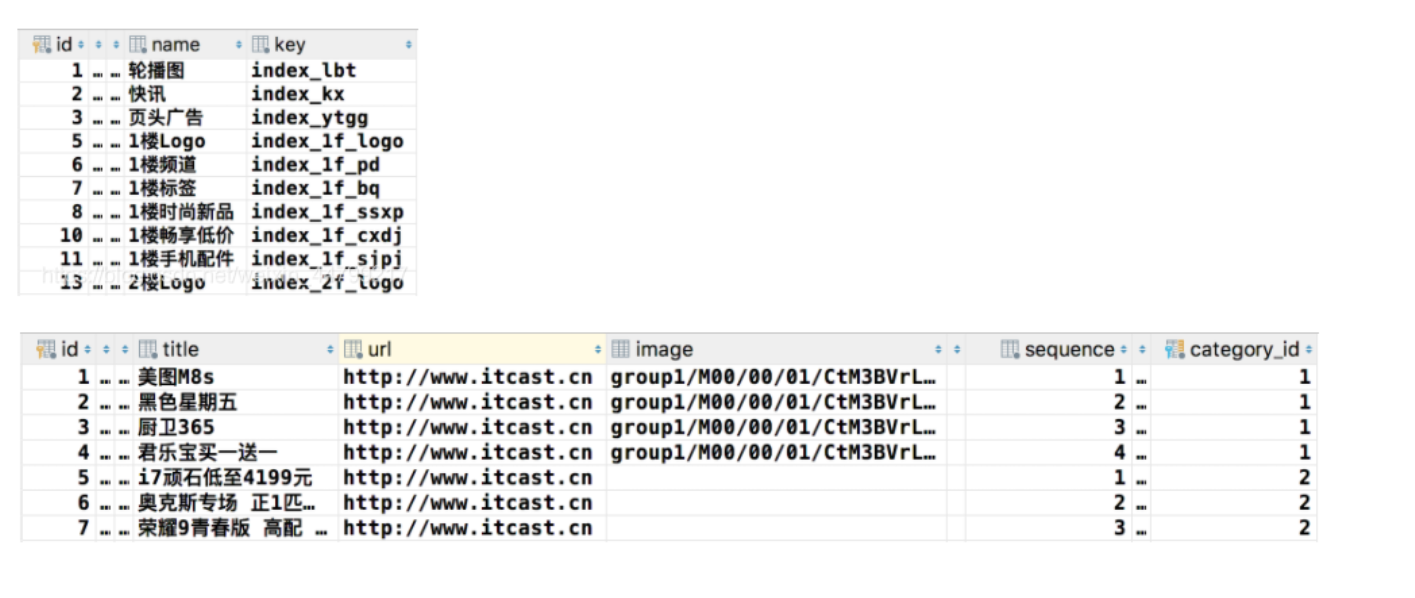 id name key
1 … … 轮播图 index_lbt
2 … … 快讯 index_kx
3 … … 页头广告 index_ytgg
5 … … 1楼Logo index_1f_logo
6 … … 1楼频道 index_1f_pd
7 … … 1楼标签 index_1f_bq
8 … … 1楼时尚新品 index_1f_ssxp
10 … … 1楼畅享低价 index_1f_cxdj
11 … … 1楼手机配件 index_1f_sjpj
13 … … 2楼Logo index_2f_logo
id title url image sequence category_id
1 … … 美图M8s http://www.itcast.cn group1/M00/00/01/CtM3BVrL… 1 … 1
2 … … 黑色星期五 http://www.itcast.cn group1/M00/00/01/CtM3BVrL… 2 … 1
3 … … 厨卫365 http://www.itcast.cn group1/M00/00/01/CtM3BVrL… 3 … 1
4 … … 君乐宝买一送一 http://www.itcast.cn group1/M00/00/01/CtM3BVrL… 4 … 1
5 … … i7顽石低至4199元 http://www.itcast.cn 1 … 2
6 … … 奥克斯专场 正1匹… http://www.itcast.cn 2 … 2
7 … … 荣耀9青春版 高配 … http://www.itcast.cn 3 … 2